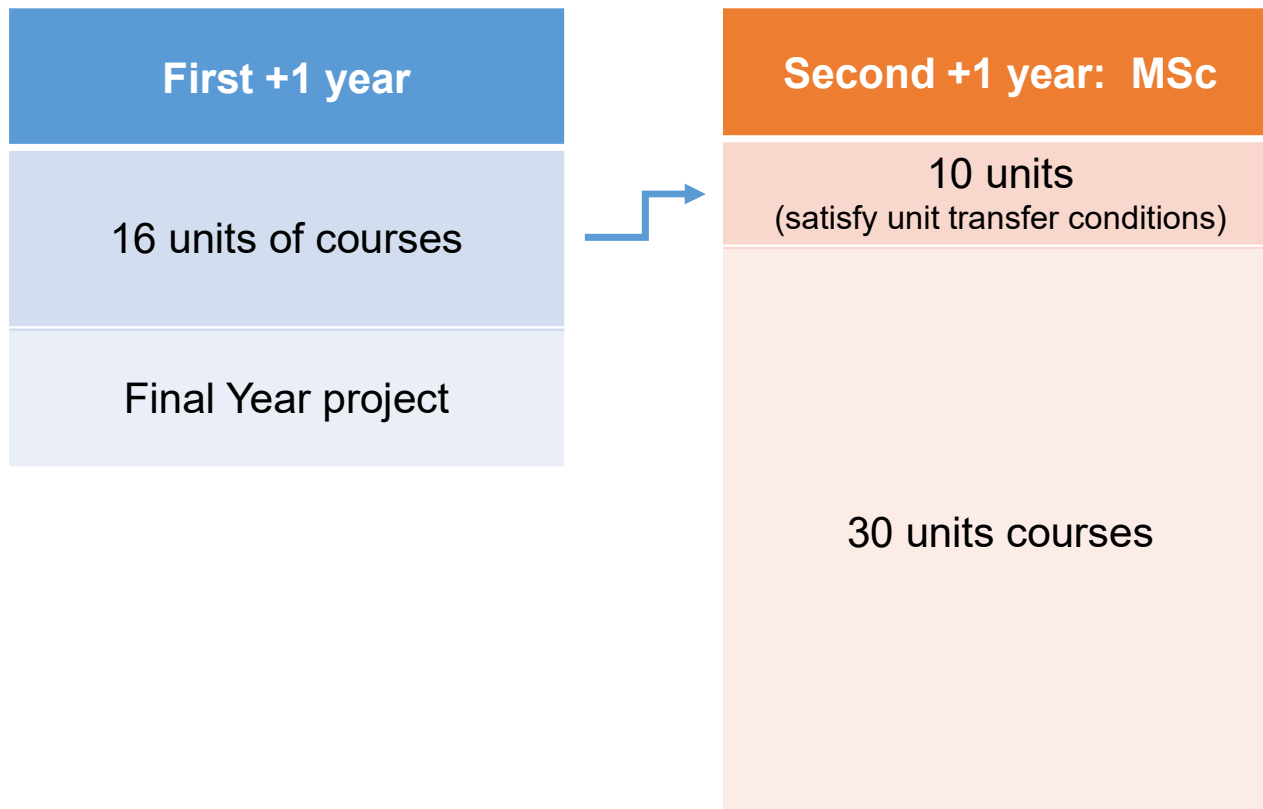 First +1 year
16 units of courses
Final Year project
Second +1 year: MSc
10 units
(satisfy unit transfer conditions)
30 units courses